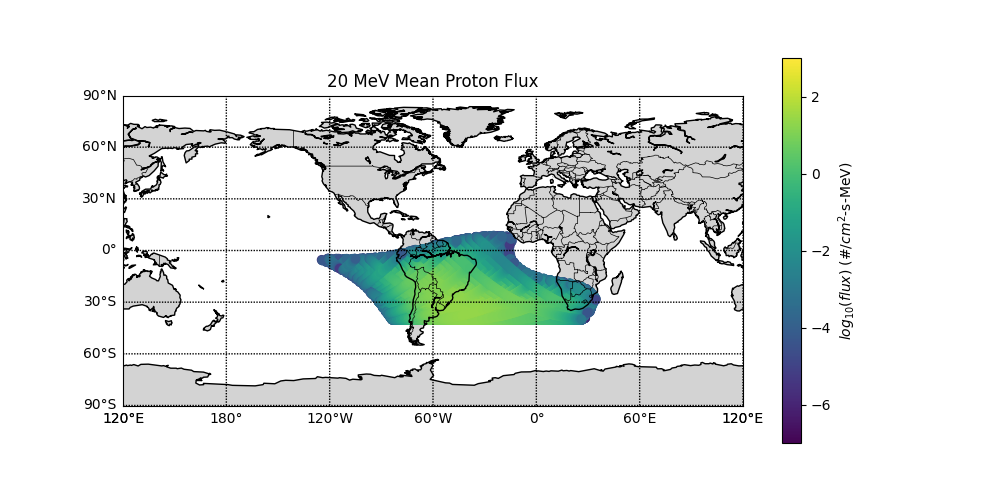 20 MeV Mean Proton Flux
90°N
60°N
30°N
0°
30°S
60°S
90°S
120°E 180° 120°W 60°W 0° 60°E 120°E
2
0
−2
−4
−6
log10(flux) (#/cm2-s-MeV)